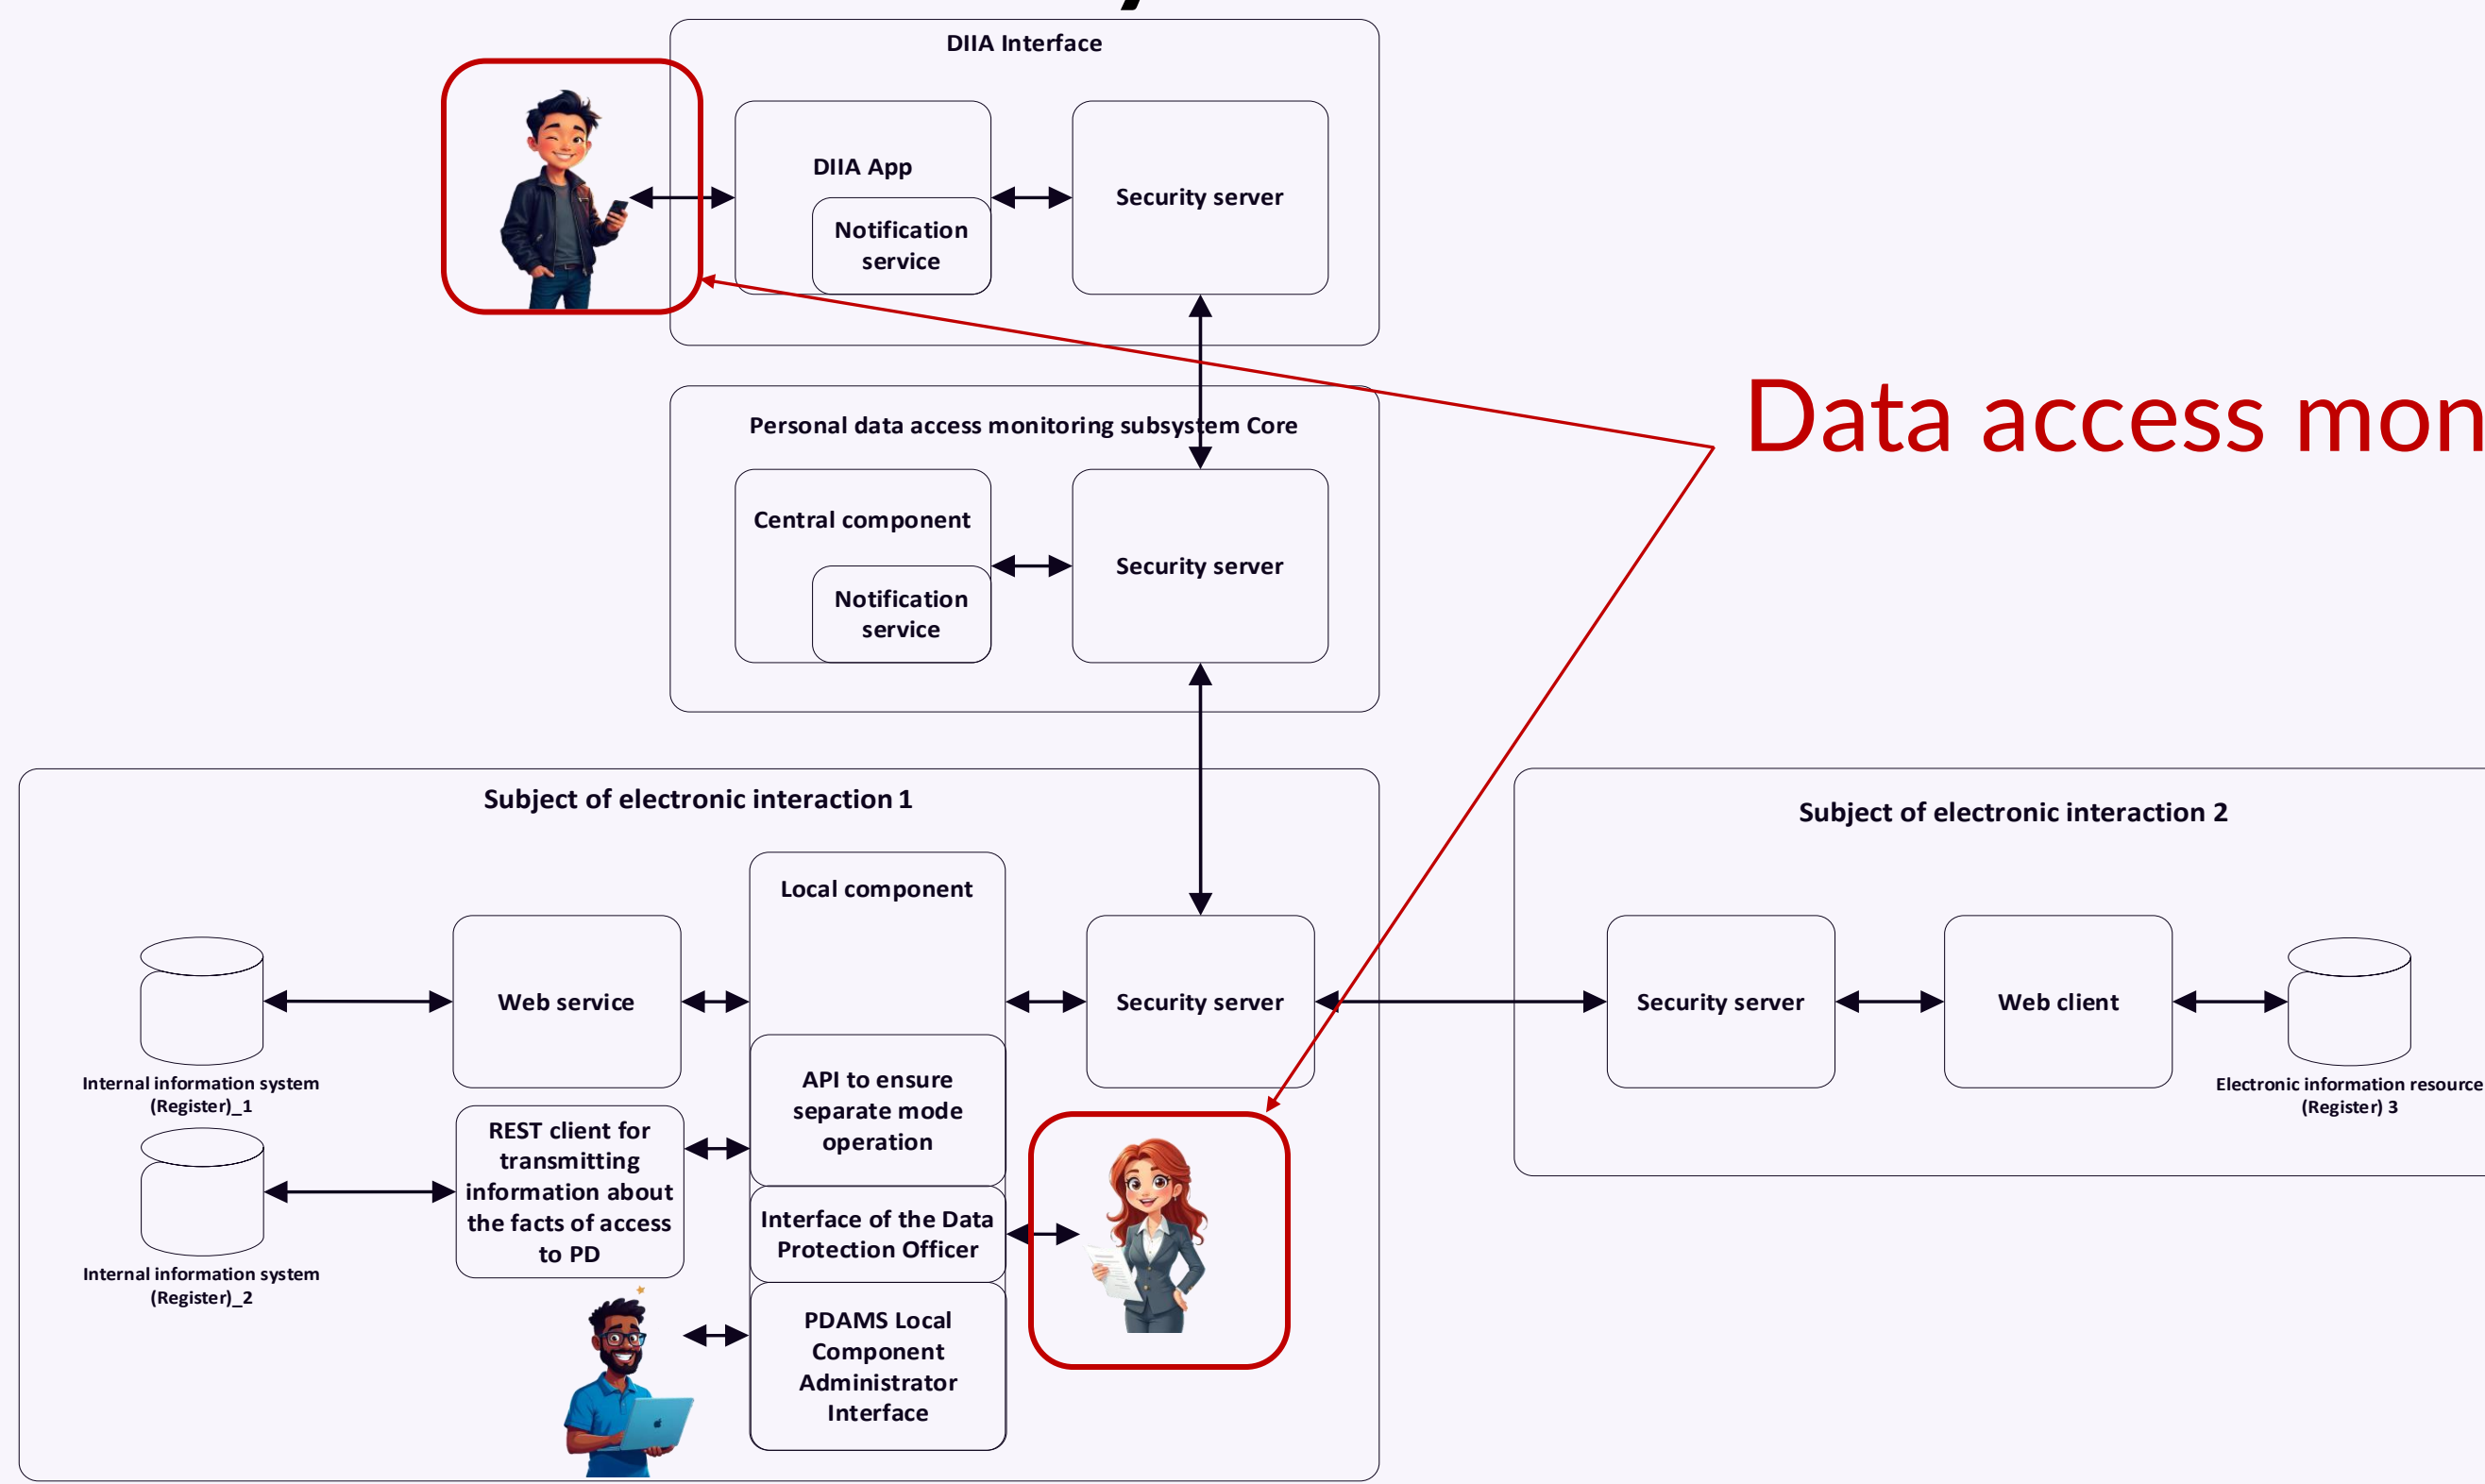 DIIA Interface
DIIA App
Notification
service
Security server
Data access mon
Personal data access monitoring subsystem Core
Central component
Notification
service
Security server
Subject of electronic interaction 1
Subject of electronic interaction 2
Local component
Internal information system
(Register)_1
Web service
Security server
Security server
Web client
Electronic information resource
(Register) 3
API to ensure
separate mode
operation
Internal information system
(Register)_2
REST client for
transmitting
information about
the facts of access
to PD
Interface of the Data
Protection Officer
PDAMS Local
Component
Administrator
Interface